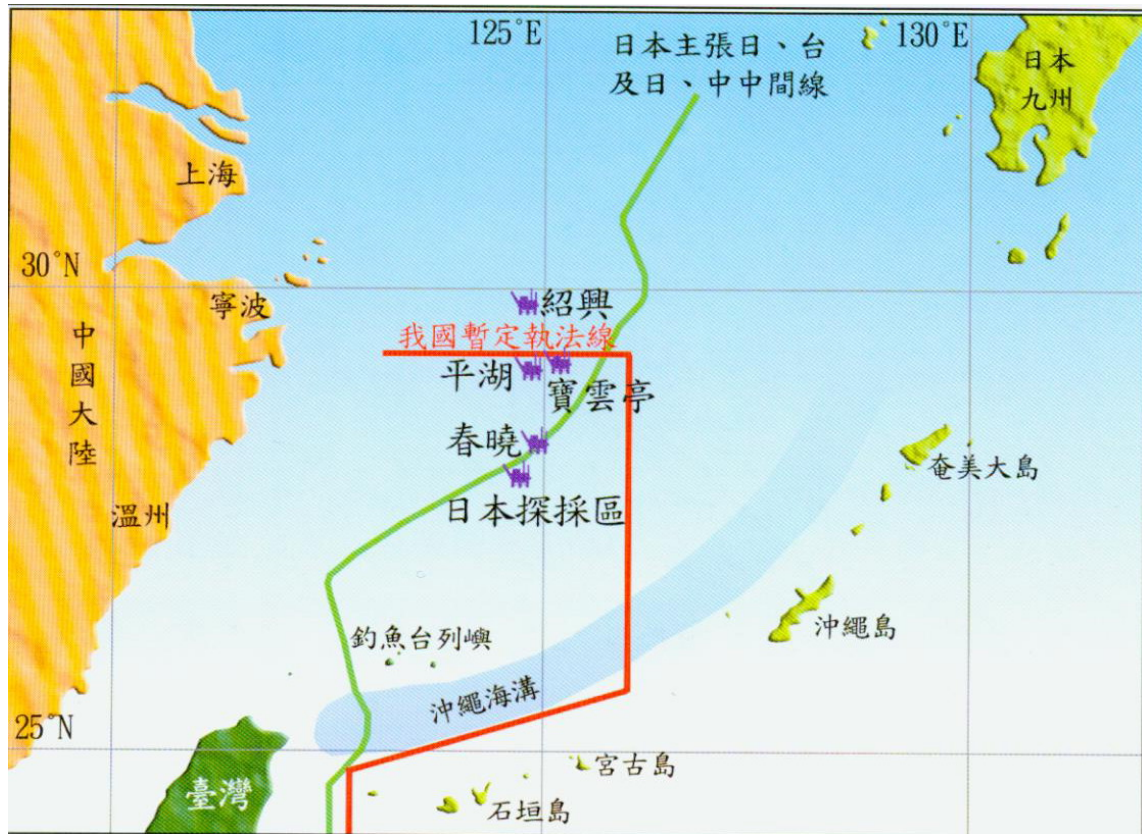 125°E
130°E
日本主張日、台
及日、中中間線
日本
九州
上海
30°N
寧波
紹興
中國大陸
我國暫定執法線
平湖
寶雲亭
春曉
奄美大島
溫州
日本探採區
釣魚台列嶼
沖繩島
沖繩海溝
25°N
宮古島
臺灣
石垣島